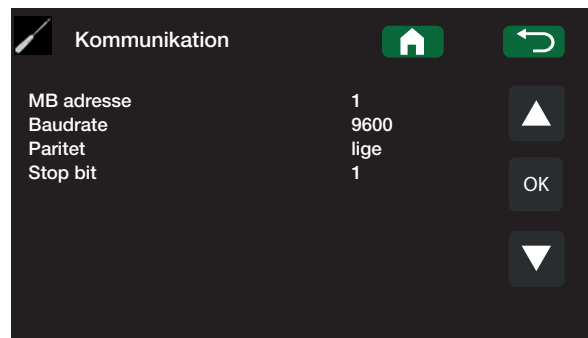 Kommunikation
MB adresse 1
Baudrate 9600
Paritet lige
Stop bit 1
OK